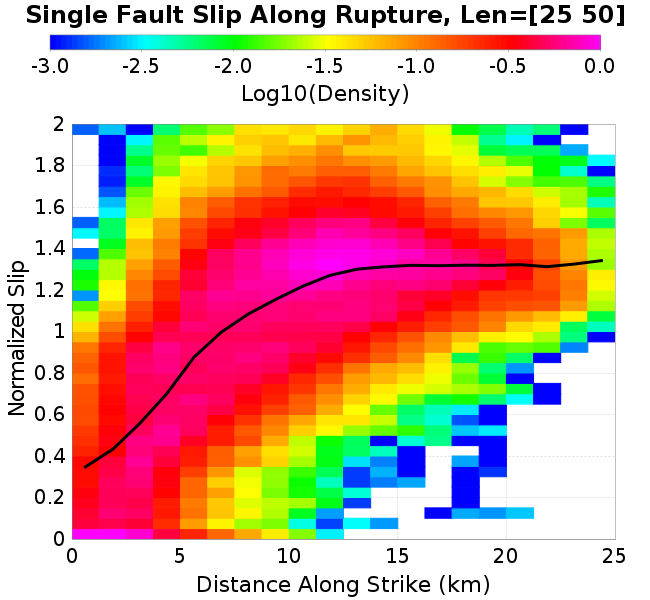 Single Fault Slip Along Rupture, Len=[25 50]
-3.0 -2.5 -2.0 -1.5 -1.0 -0.5 0.0
Log10(Density)
2
1.8
1.6
1.4
1.2
1
0.8
0.6
0.4
0.2
0
Normalized Slip
0 5 10 15 20 25
Distance Along Strike (km)